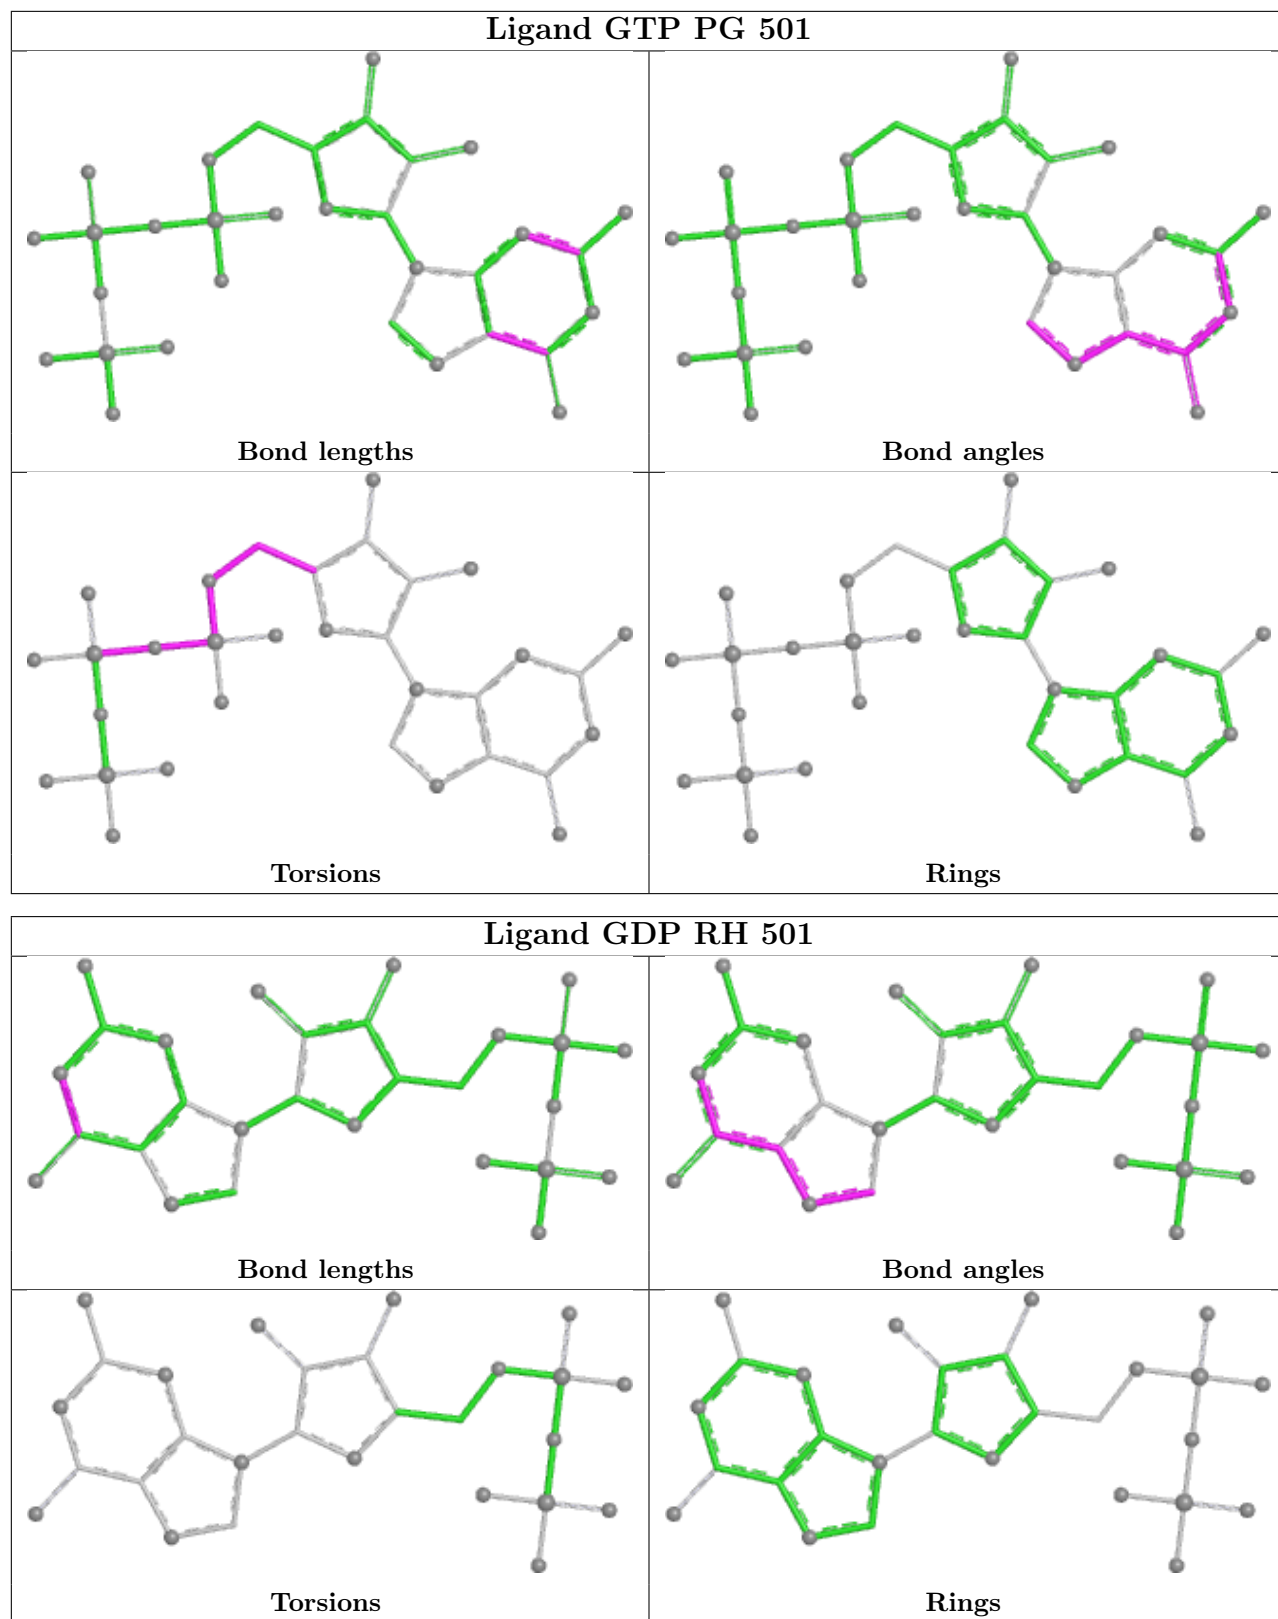 Ligand GTP PG 501
Bond lengths
Bond angles
Torsions
Rings
Ligand GDP RH 501
Bond lengths
Bond angles
Torsions
Rings